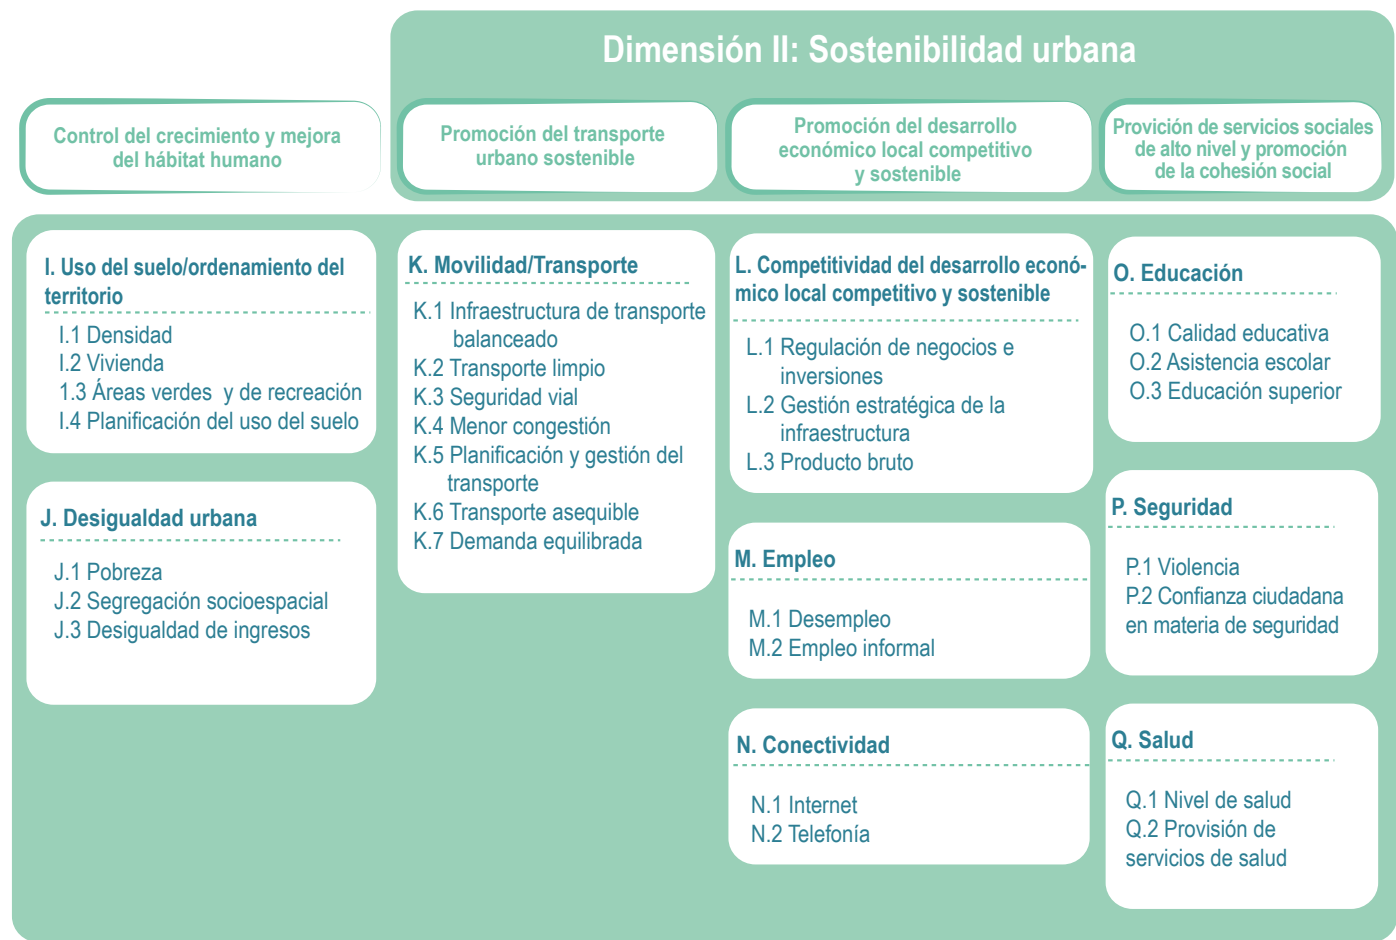 Dimensión II: Sostenibilidad urbana
Control del crecimiento y mejora
del hábitat humano
Promoción del transporte
urbano sostenible
Promoción del desarrollo
económico local competitivo
y sostenible
Provición de servicios sociales
de alto nivel y promoción
de la cohesión social
I. Uso del suelo/ordenamiento del
territorio
I.1 Densidad
I.2 Vivienda
1.3 Áreas verdes y de recreación
I.4 Planificación del uso del suelo
J. Desigualdad urbana
J.1 Pobreza
J.2 Segregación socioespacial
J.3 Desigualdad de ingresos
K. Movilidad/Transporte
K.1 Infraestructura de transporte
balanceado
K.2 Transporte limpio
K.3 Seguridad vial
K.4 Menor congestión
K.5 Planificación y gestión del
transporte
K.6 Transporte asequible
K.7 Demanda equilibrada
L. Competitividad del desarrollo econó-
mico local competitivo y sostenible
L.1 Regulación de negocios e
inversiones
L.2 Gestión estratégica de la
infraestructura
L.3 Producto bruto
M. Empleo
M.1 Desempleo
M.2 Empleo informal
N. Conectividad
N.1 Internet
N.2 Telefonía
O. Educación
O.1 Calidad educativa
O.2 Asistencia escolar
O.3 Educación superior
P. Seguridad
P.1 Violencia
P.2 Confianza ciudadana
en materia de seguridad
Q. Salud
Q.1 Nivel de salud
Q.2 Provisión de
servicios de salud